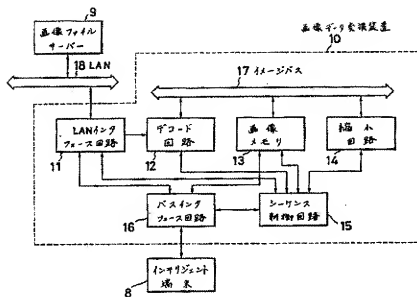 9
画像ファイル
サーバー
画像データ変換装置
10
18 LAN
17 イメージバス
LANインタ
フェース回路
11
デコード
回路
12
画像
メモリ
13
縮小
回路
14
バスインタ
フェース回路
16
シーケンス
制御回路
15
インテリジェント
端末
8